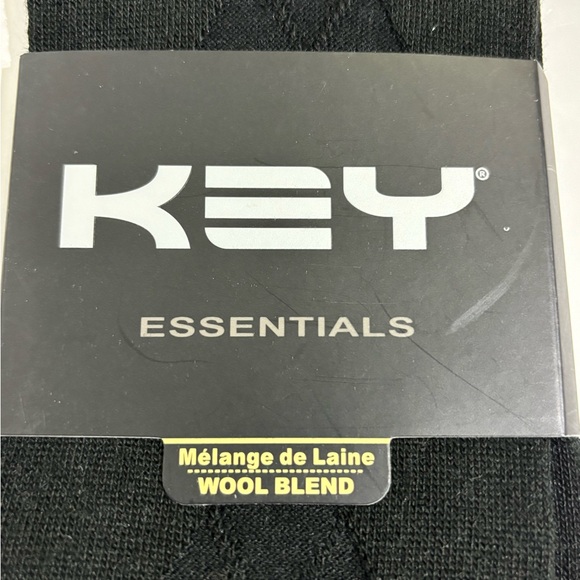 KEY®
ESSENTIALS
Mélange de Laine
WOOL BLEND